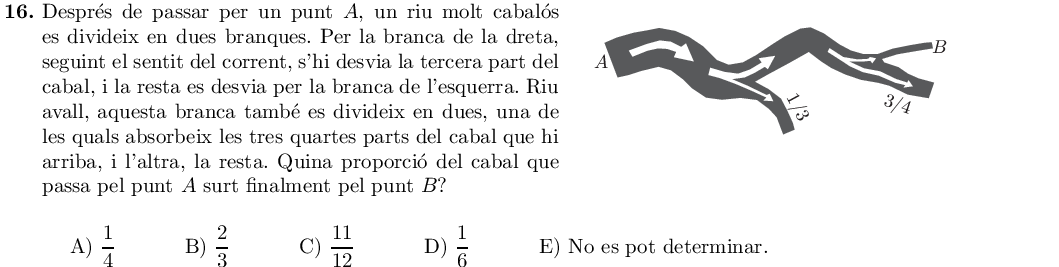 16. Després de passar per un punt A, un riu molt cabalós
es divideix en dues branques. Per la branca de la dreta,
seguint el sentit del corrent, s'hi desvia la tercera part del
cabal, i la resta es desvia per la branca de l'esquerra. Riu
avall, aquesta branca també es divideix en dues, una de
les quals absorbeix les tres quartes parts del cabal que hi
arriba, i l'altra, la resta. Quina proporció del cabal que
passa pel punt A surt finalment pel punt B?
A
B
1/3
3/4
A) 1/4 B) 2/3 C) 11/12 D) 1/6 E) No es pot determinar.